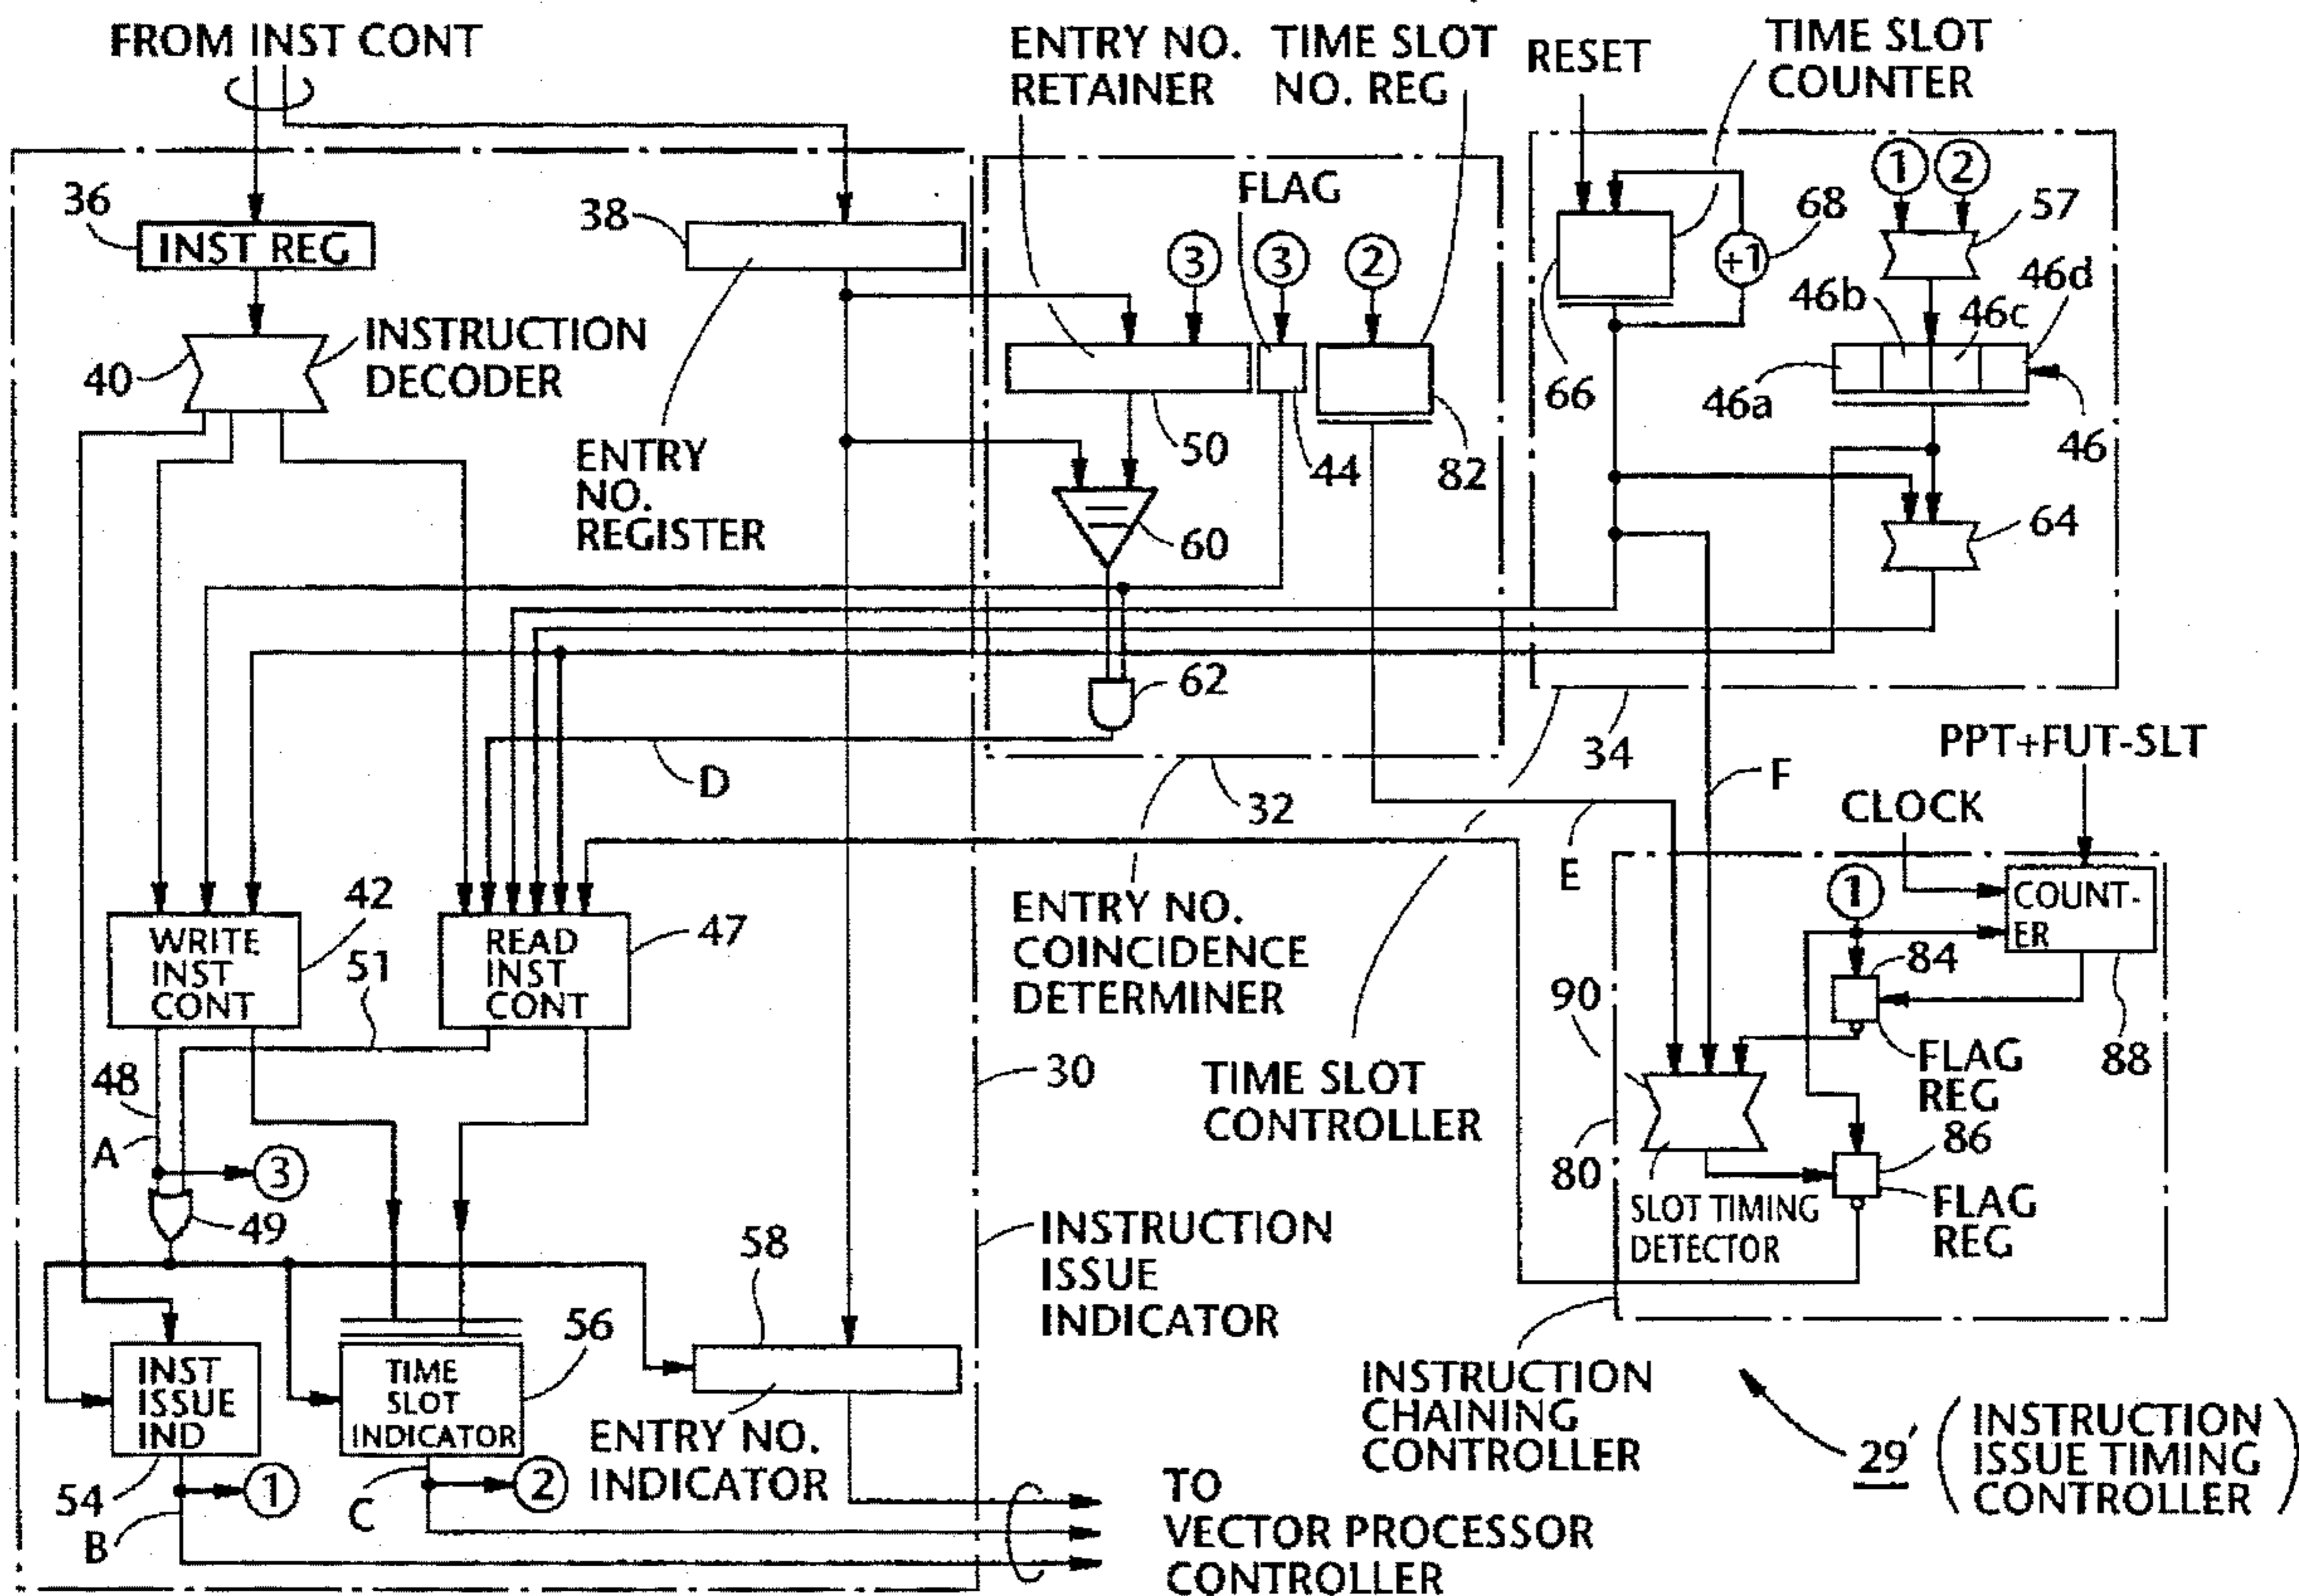 FROM INST CONT
ENTRY NO.
RETAINER
TIME SLOT
NO. REG
RESET
TIME SLOT
COUNTER
36
INST REG
38
FLAG
3
3
2
1
2
57
68
+1
66
46b
46c
46d
46a
46
40
INSTRUCTION
DECODER
ENTRY
NO.
REGISTER
50
44
82
60
64
62
D
32
34
PPT+FUT-SLT
F
CLOCK
E
42
WRITE
INST
CONT
51
READ
INST
CONT
47
ENTRY NO.
COINCIDENCE
DETERMINER
1
COUNT-
ER
84
90
FLAG
REG
88
48
A
3
49
30
TIME SLOT
CONTROLLER
80
86
SLOT TIMING
DETECTOR
FLAG
REG
58
INSTRUCTION
ISSUE
INDICATOR
INST
ISSUE
IND
TIME
SLOT
INDICATOR
56
ENTRY NO.
INDICATOR
INSTRUCTION
CHAINING
CONTROLLER
29'
(INSTRUCTION
ISSUE TIMING
CONTROLLER)
54
1
B
C
2
TO
VECTOR PROCESSOR
CONTROLLER